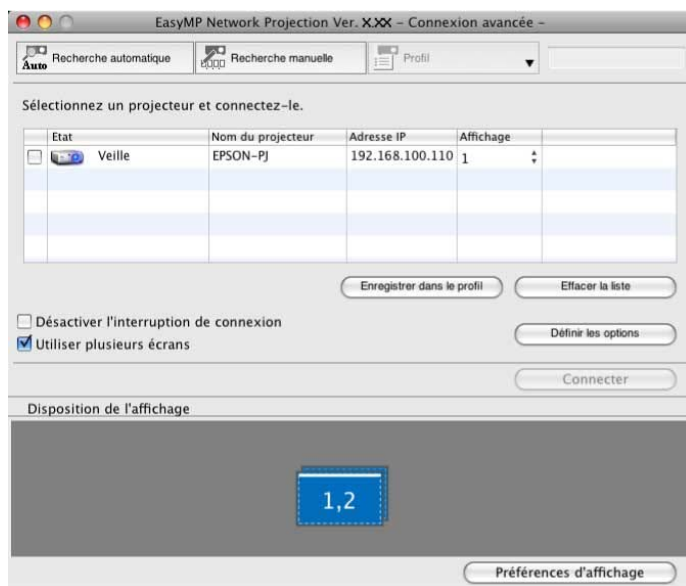 EasyMP Network Projection Ver. X.XX – Connexion avancée –
Auto Recherche automatique Recherche manuelle Profil
Sélectionnez un projecteur et connectez-le.
Etat Nom du projecteur Adresse IP Affichage
Veille EPSON-PJ 192.168.100.110 1
Enregistrer dans le profil Effacer la liste
Désactiver l'interruption de connexion
Utiliser plusieurs écrans
Définir les options
Connecter
Disposition de l'affichage
1,2
Préférences d'affichage